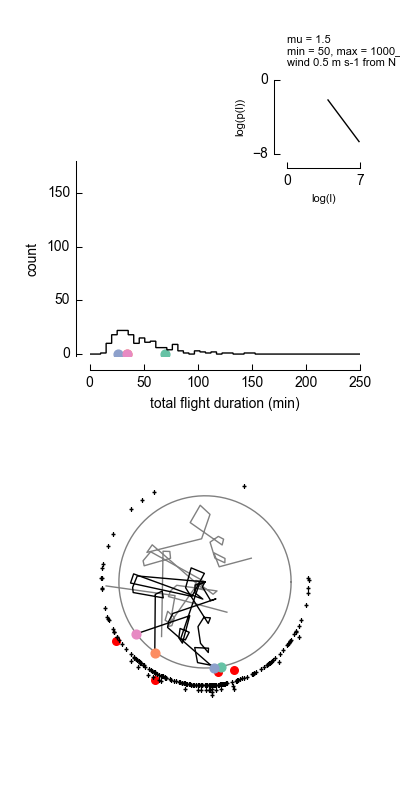 mu = 1.5
min = 50, max = 1000_
wind 0.5 m s-1 from N
0
log(p(l))
−8
0
7
log(l)
150
100
50
0
count
0
50
100
150
200
250
total flight duration (min)